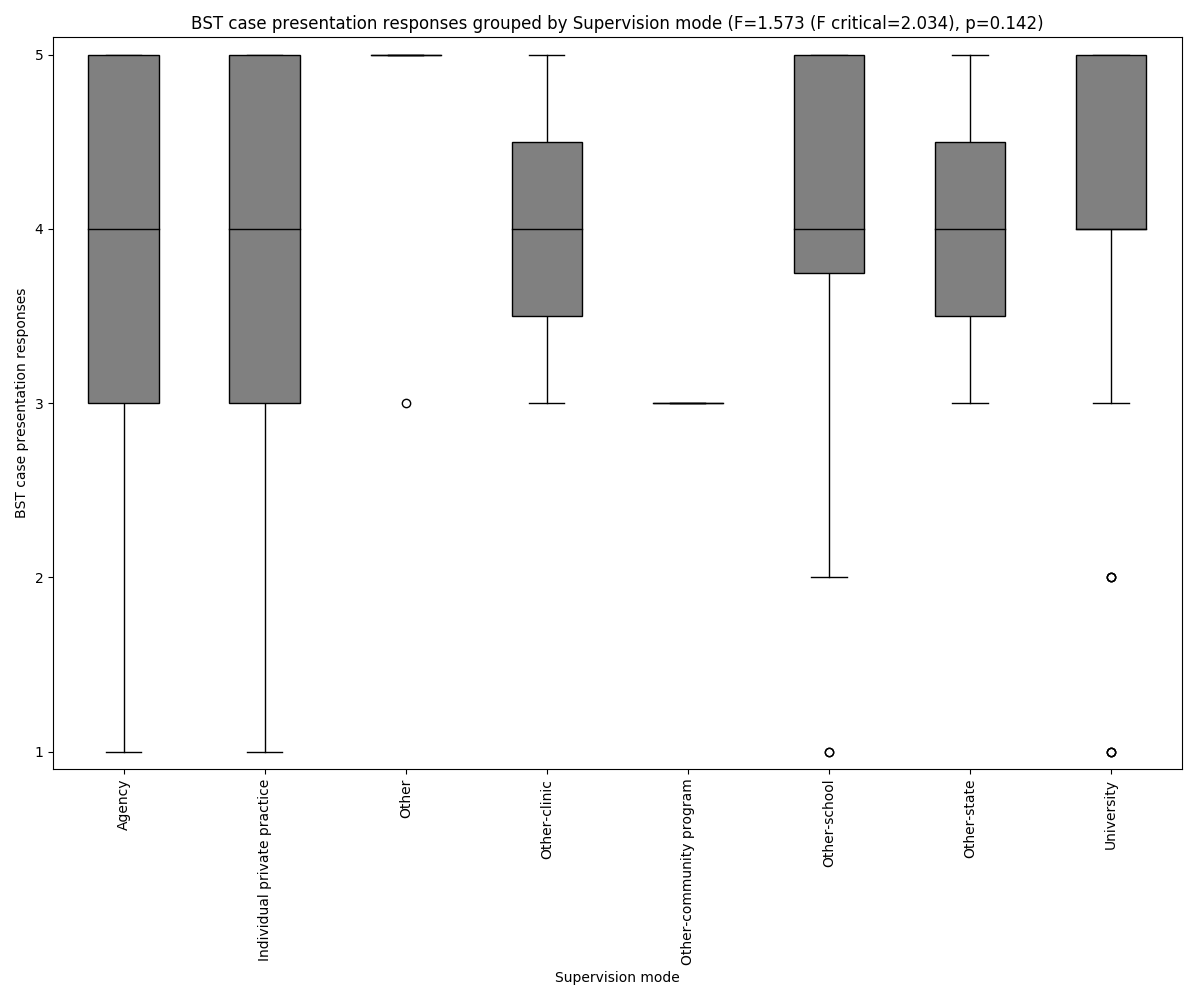 BST case presentation responses grouped by Supervision mode (F=1.573 (F critical=2.034), p=0.142)
BST case presentation responses
5
4
3
2
1
Agency
Individual private practice
Other
Other-clinic
Other-community program
Other-school
Other-state
University
Supervision mode